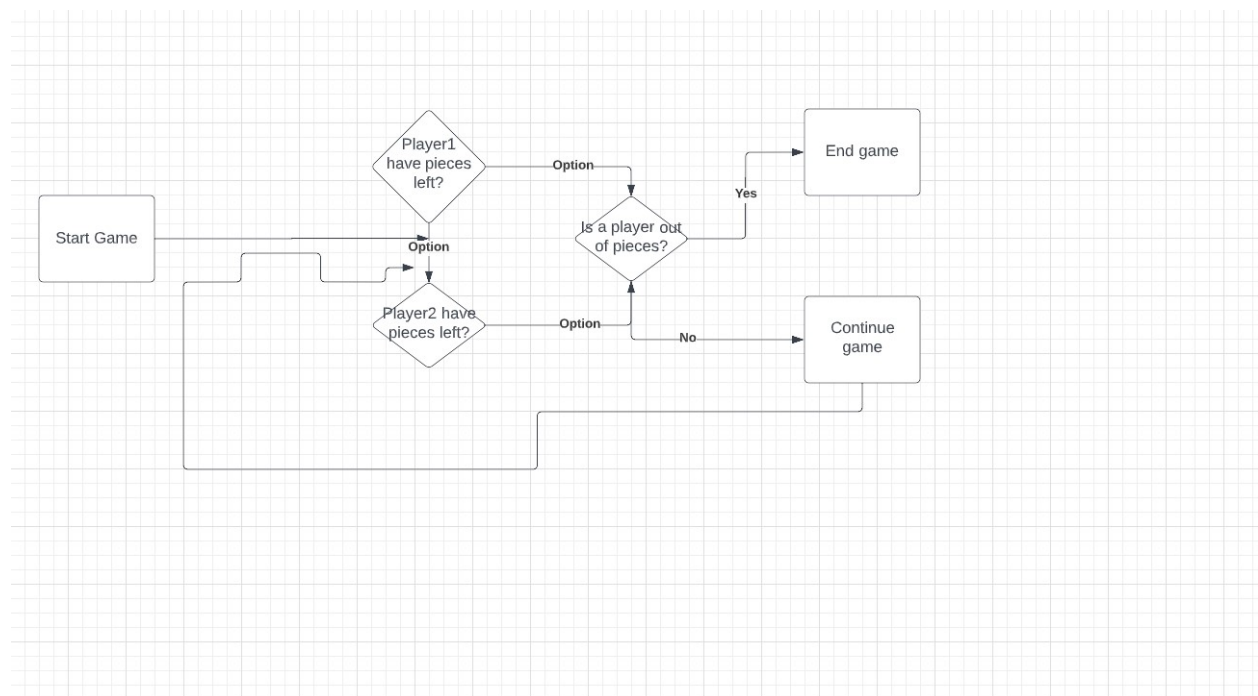 Player1
have pieces
left?
Option
End game
Yes
Start Game
Is a player out
of pieces?
Option
Player2 have
pieces left?
Option
No
Continue
game